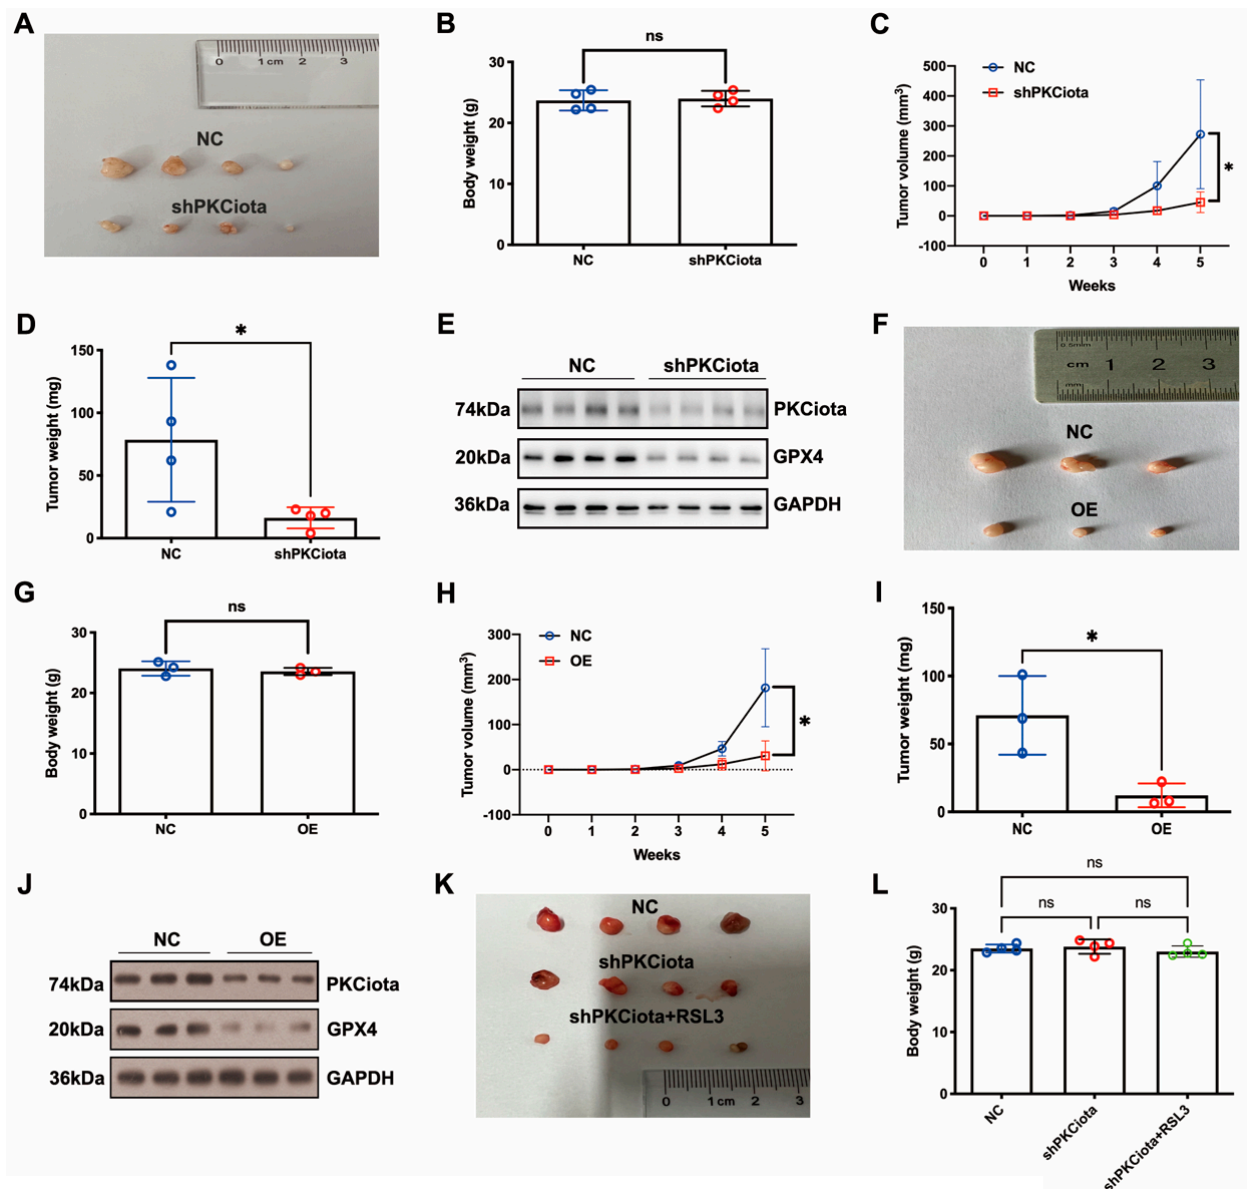 A
0 1 cm 2 3
NC
shPKCiota
B
ns
Body weight (g)
30
20
10
0
NC shPKCiota
C
NC
shPKCiota
Tumor volume (mm³)
500
400
300
200
100
0
-100
*
0 1 2 3 4 5
Weeks
D
*
Tumor weight (mg)
150
100
50
0
NC shPKCiota
E
NC shPKCiota
74kDa PKCiota
20kDa GPX4
36kDa GAPDH
F
0.5mm
cm 1 2 3
mm
NC
OE
G
ns
Body weight (g)
30
20
10
0
NC OE
H
NC
OE
Tumor volume (mm³)
300
200
100
0
-100
*
0 1 2 3 4 5
Weeks
I
*
Tumor weight (mg)
150
100
50
0
NC OE
J
NC OE
74kDa PKCiota
20kDa GPX4
36kDa GAPDH
K
NC
shPKCiota
shPKCiota+RSL3
0 1 cm 2 3
L
ns
ns ns
Body weight (g)
30
20
10
0
NC shPKCiota shPKCiota+RSL3